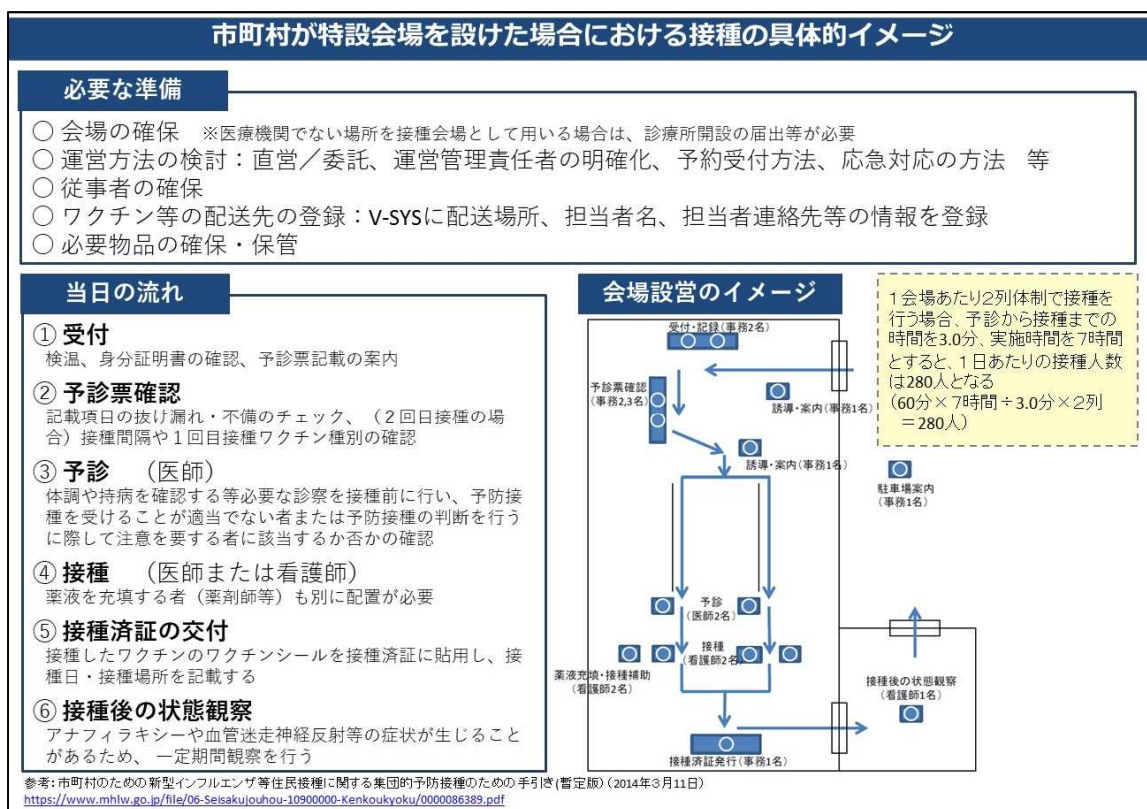 市町村が特設会場を設けた場合における接種の具体的イメージ
必要な準備
○ 会場の確保 ※医療機関でない場所を接種会場として用いる場合は、診療所開設の届出等が必要
○ 運営方法の検討：直営／委託、運営管理責任者の明確化、予約受付方法、応急対応の方法 等
○ 従事者の確保
○ ワクチン等の配送先の登録：V-SYSに配送場所、担当者名、担当者連絡先等の情報を登録
○ 必要物品の確保・保管
当日の流れ
① 受付
検温、身分証明書の確認、予診票記載の案内
② 予診票確認
記載項目の抜け漏れ・不備のチェック、（２回目接種の場
合）接種間隔や１回目接種ワクチン種別の確認
③ 予診 （医師）
体調や持病を確認する等必要な診察を接種前に行い、予防接
種を受けることが適当でない者または予防接種の判断を行う
に際して注意を要する者に該当するか否かの確認
④ 接種 （医師または看護師）
薬液を充填する者（薬剤師等）も別に配置が必要
⑤ 接種済証の交付
接種したワクチンのワクチンシールを接種済証に貼用し、接
種日・接種場所を記載する
⑥ 接種後の状態観察
アナフィラキシーや血管迷走神経反射等の症状が生じること
があるため、 一定期間観察を行う
会場設営のイメージ
受付・記録(事務2名)
予診票確認
(事務2,3名)
誘導・案内(事務1名)
誘導・案内(事務1名)
駐車場案内
(事務1名)
予診
(医師2名)
接種
(看護師2名)
薬液充填・接種補助
(看護師2名)
接種後の状態観察
(看護師1名)
接種済証発行(事務1名)
１会場あたり２列体制で接種を
行う場合、予診から接種までの
時間を3.0分、実施時間を７時間
とすると、１日あたりの接種人数
は280人となる
（60分×７時間÷3.0分×２列
＝280人）
参考：市町村のための新型インフルエンザ等住民接種に関する集団的予防接種のための手引き(暫定版)（2014年３月11日）
https://www.mhlw.go.jp/file/06-Seisakujouhou-10900000-Kenkoukyoku/0000086389.pdf